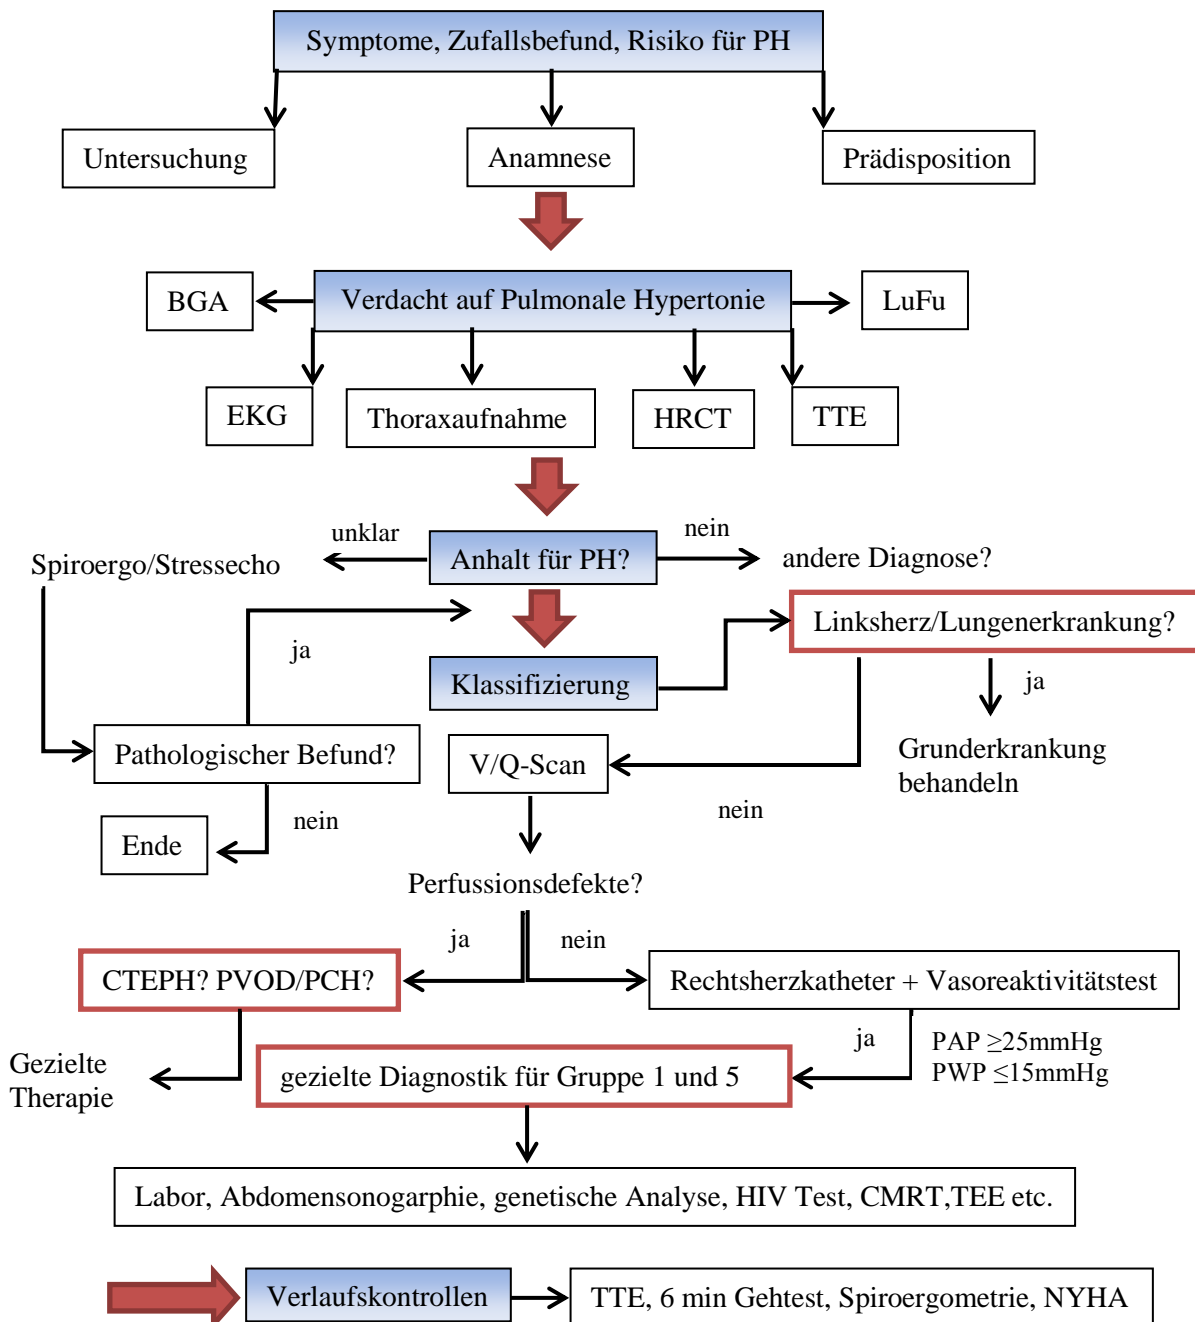 Symptome, Zufallsbefund, Risiko für PH
Untersuchung
Anamnese
Prädisposition
BGA
Verdacht auf Pulmonale Hypertonie
LuFu
EKG
Thoraxaufnahme
HRCT
TTE
unklar
Anhalt für PH?
nein
Spiroergo/Stressecho
andere Diagnose?
Linksherz/Lungenerkrankung?
ja
Klassifizierung
ja
Pathologischer Befund?
V/Q-Scan
Grunderkrankung
behandeln
nein
nein
Ende
Perfussionsdefekte?
ja
nein
CTEPH? PVOD/PCH?
Rechtsherzkatheter + Vasoreaktivitätstest
ja
PAP ≥25mmHg
PWP ≤15mmHg
Gezielte
Therapie
gezielte Diagnostik für Gruppe 1 und 5
Labor, Abdomensonogarphie, genetische Analyse, HIV Test, CMRT,TEE etc.
Verlaufskontrollen
TTE, 6 min Gehtest, Spiroergometrie, NYHA